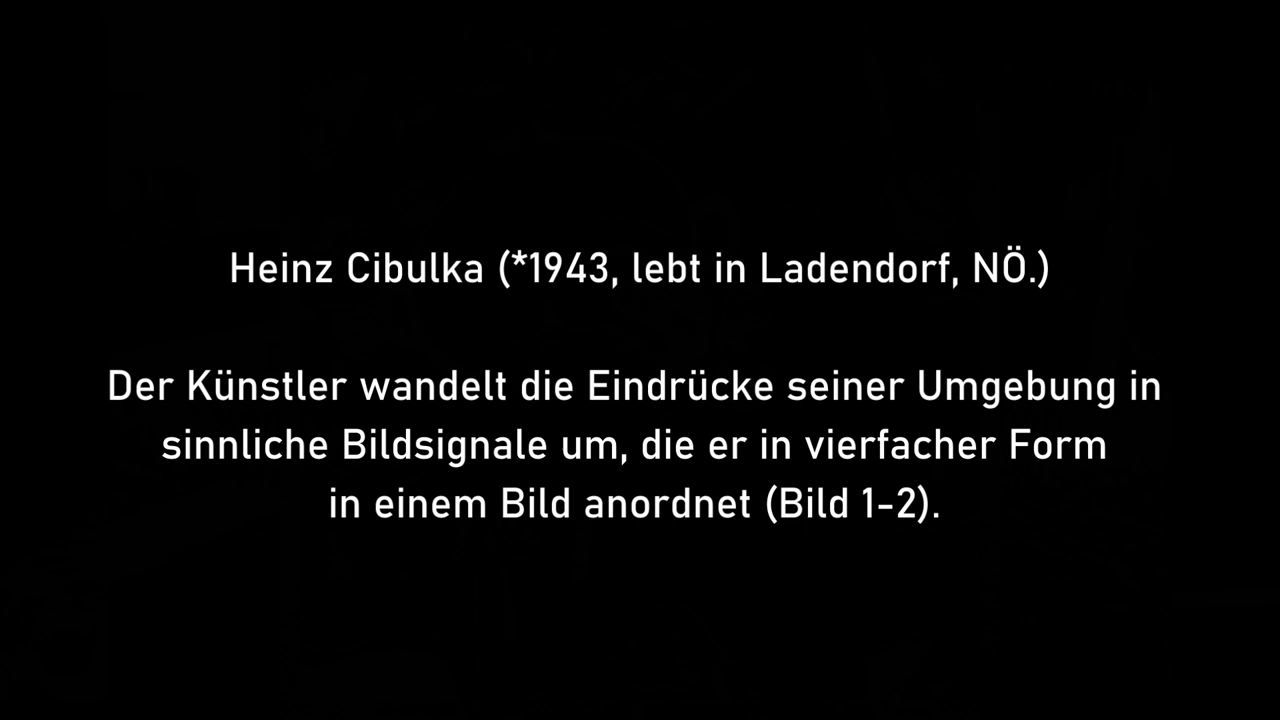 Heinz Cibulka (*1943, lebt in Ladendorf, NÖ.)
Der Künstler wandelt die Eindrücke seiner Umgebung in
sinnliche Bildsignale um, die er in vierfacher Form
in einem Bild anordnet (Bild 1-2).